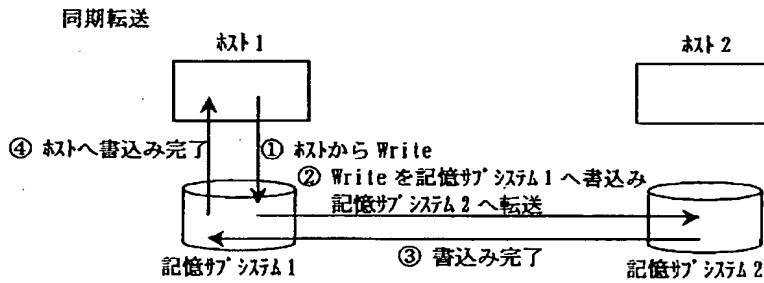 同期転送
ﾎｽﾄ1
ﾎｽﾄ2
④ ﾎｽﾄへ書込み完了
① ﾎｽﾄから Write
② Write を記憶ｻﾌﾞｼｽﾃﾑ1へ書込み
記憶ｻﾌﾞｼｽﾃﾑ2へ転送
③ 書込み完了
記憶ｻﾌﾞｼｽﾃﾑ1
記憶ｻﾌﾞｼｽﾃﾑ2